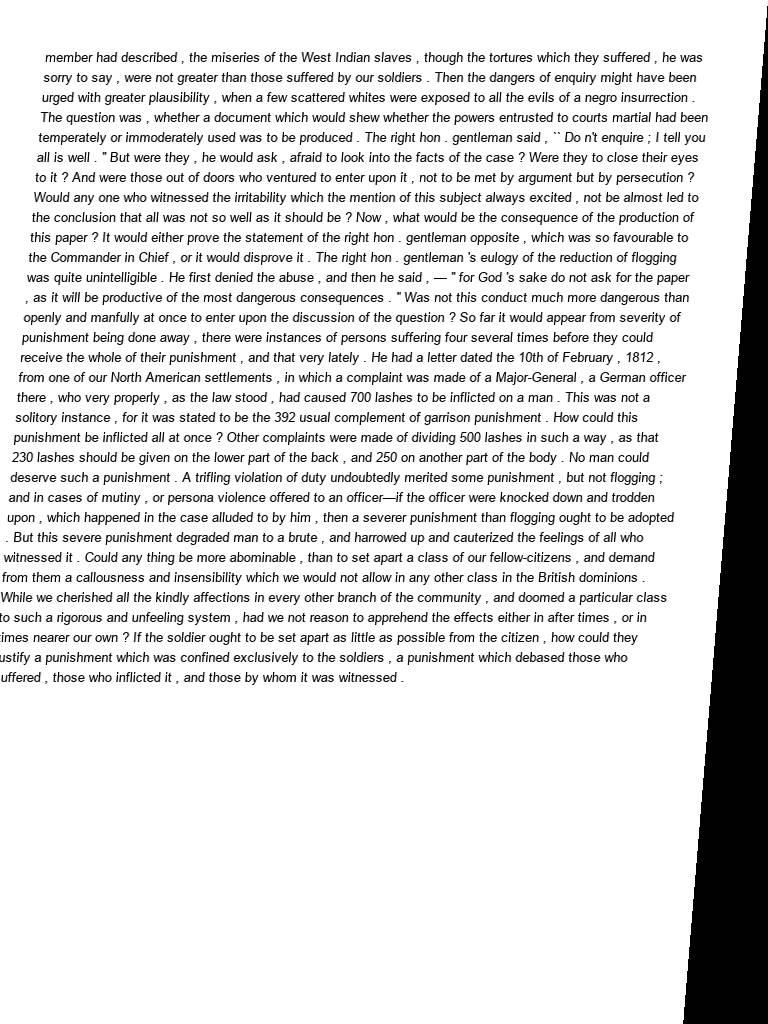 member had described , the miseries of the West Indian slaves , though the tortures which they suffered , he was
sorry to say , were not greater than those suffered by our soldiers . Then the dangers of enquiry might have been
urged with greater plausibility , when a few scattered whites were exposed to all the evils of a negro insurrection .
The question was , whether a document which would shew whether the powers entrusted to courts martial had been
temperately or immoderately used was to be produced . The right hon . gentleman said , `` Do n't enquire ; I tell you
all is well . " But were they , he would ask , afraid to look into the facts of the case ? Were they to close their eyes
to it ? And were those out of doors who ventured to enter upon it , not to be met by argument but by persecution ?
Would any one who witnessed the irritability which the mention of this subject always excited , not be almost led to
the conclusion that all was not so well as it should be ? Now , what would be the consequence of the production of
this paper ? It would either prove the statement of the right hon . gentleman opposite , which was so favourable to
the Commander in Chief , or it would disprove it . The right hon . gentleman 's eulogy of the reduction of flogging
was quite unintelligible . He first denied the abuse , and then he said , — " for God 's sake do not ask for the paper
, as it will be productive of the most dangerous consequences . " Was not this conduct much more dangerous than
openly and manfully at once to enter upon the discussion of the question ? So far it would appear from severity of
punishment being done away , there were instances of persons suffering four several times before they could
receive the whole of their punishment , and that very lately . He had a letter dated the 10th of February , 1812 ,
from one of our North American settlements , in which a complaint was made of a Major-General , a German officer
there , who very properly , as the law stood , had caused 700 lashes to be inflicted on a man . This was not a
solitory instance , for it was stated to be the 392 usual complement of garrison punishment . How could this
punishment be inflicted all at once ? Other complaints were made of dividing 500 lashes in such a way , as that
230 lashes should be given on the lower part of the back , and 250 on another part of the body . No man could
deserve such a punishment . A trifling violation of duty undoubtedly merited some punishment , but not flogging ;
and in cases of mutiny , or persona violence offered to an officer—if the officer were knocked down and trodden
upon , which happened in the case alluded to by him , then a severer punishment than flogging ought to be adopted
. But this severe punishment degraded man to a brute , and harrowed up and cauterized the feelings of all who
witnessed it . Could any thing be more abominable , than to set apart a class of our fellow-citizens , and demand
from them a callousness and insensibility which we would not allow in any other class in the British dominions .
While we cherished all the kindly affections in every other branch of the community , and doomed a particular class
to such a rigorous and unfeeling system , had we not reason to apprehend the effects either in after times , or in
times nearer our own ? If the soldier ought to be set apart as little as possible from the citizen , how could they
ustify a punishment which was confined exclusively to the soldiers , a punishment which debased those who
uffered , those who inflicted it , and those by whom it was witnessed .